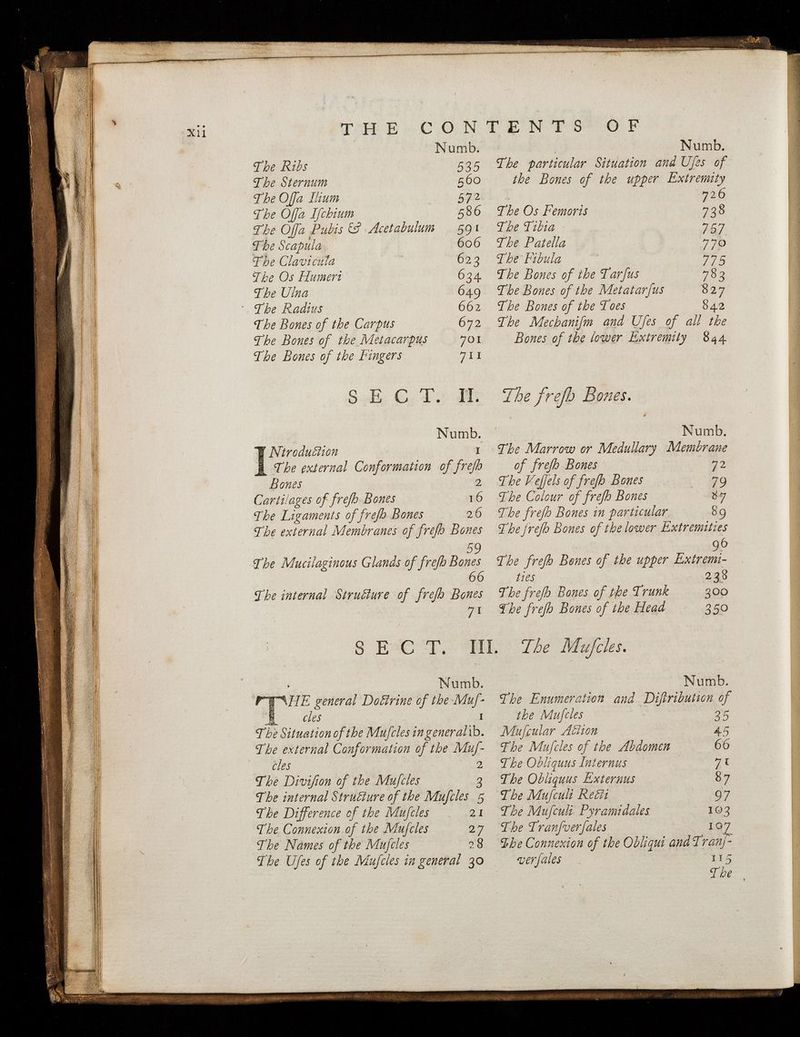 xii
THE CONTENTS OF
Numb.
The Ribs 535
The Sternum 560
The Oſſa Ilium 572
The Oſſa Iſchium 586
The Oſſa Pubis & Acetabulum 591
The Scapula 606
The Clavicula 623
The Os Humeri 634
The Ulna 649
The Radius 662
The Bones of the Carpus 672
The Bones of the Metacarpus 701
The Bones of the Fingers 711
Numb.
The particular Situation and Uſes of
the Bones of the upper Extremity
726
The Os Femoris 738
The Tibia 757
The Patella 770
The Fibula 775
The Bones of the Tarſus 783
The Bones of the Metatarſus 827
The Bones of the Toes 842
The Mechaniſm and Uſes of all the
Bones of the lower Extremity 844
SECT. II. The freſh Bones.
Numb.
INtroduction 1
The external Conformation of freſh
Bones 2
Cartilages of freſh Bones 16
The Ligaments of freſh Bones 26
The external Membranes of freſh Bones
59
The Mucilaginous Glands of freſh Bones
66
The internal Structure of freſh Bones
71
Numb.
The Marrow or Medullary Membrane
of freſh Bones 72
The Veſſels of freſh Bones 79
The Colour of freſh Bones 87
The freſh Bones in particular 89
The freſh Bones of the lower Extremities
96
The freſh Bones of the upper Extremi-
ties 238
The freſh Bones of the Trunk 300
The freſh Bones of the Head 350
SECT. III. The Muſcles.
Numb.
THE general Doctrine of the Muſ-
cles 1
The Situation of the Muſcles in general ib.
The external Conformation of the Muſ-
cles 2
The Diviſion of the Muſcles 3
The internal Structure of the Muſcles 5
The Difference of the Muſcles 21
The Connexion of the Muſcles 27
The Names of the Muſcles 28
The Uſes of the Muſcles in general 30
Numb.
The Enumeration and Diſtribution of
the Muſcles 35
Muſcular Action 45
The Muſcles of the Abdomen 66
The Obliquus Internus 71
The Obliquus Externus 87
The Muſculi Recti 97
The Muſculi Pyramidales 103
The Tranſverſales 107
The Connexion of the Obliqui and Tranſ-
verſales 115
The